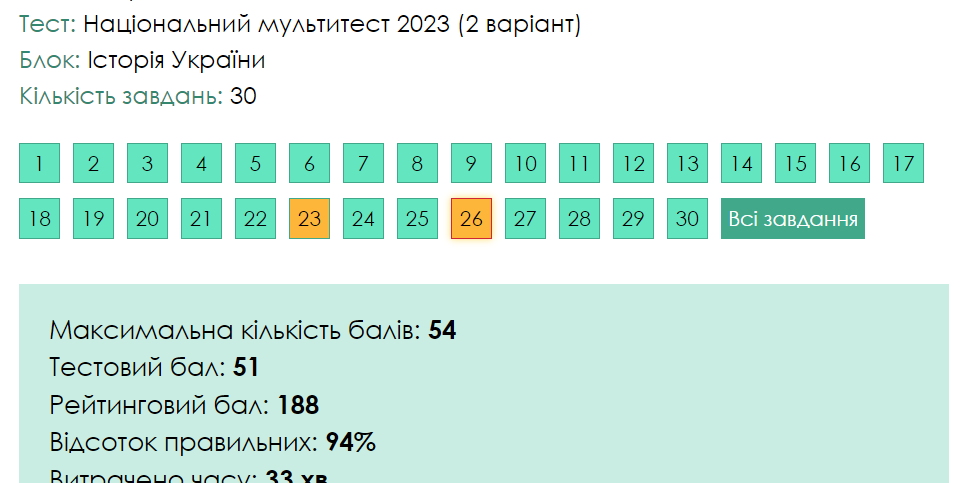 Тест: Національний мультитест 2023 (2 варіант)
Блок: Історія України
Кількість завдань: 30
1 2 3 4 5 6 7 8 9 10 11 12 13 14 15 16 17
18 19 20 21 22 23 24 25 26 27 28 29 30 Всі завдання
Максимальна кількість балів: 54
Тестовий бал: 51
Рейтинговий бал: 188
Відсоток правильних: 94%
Витрачено часу: 33 хв